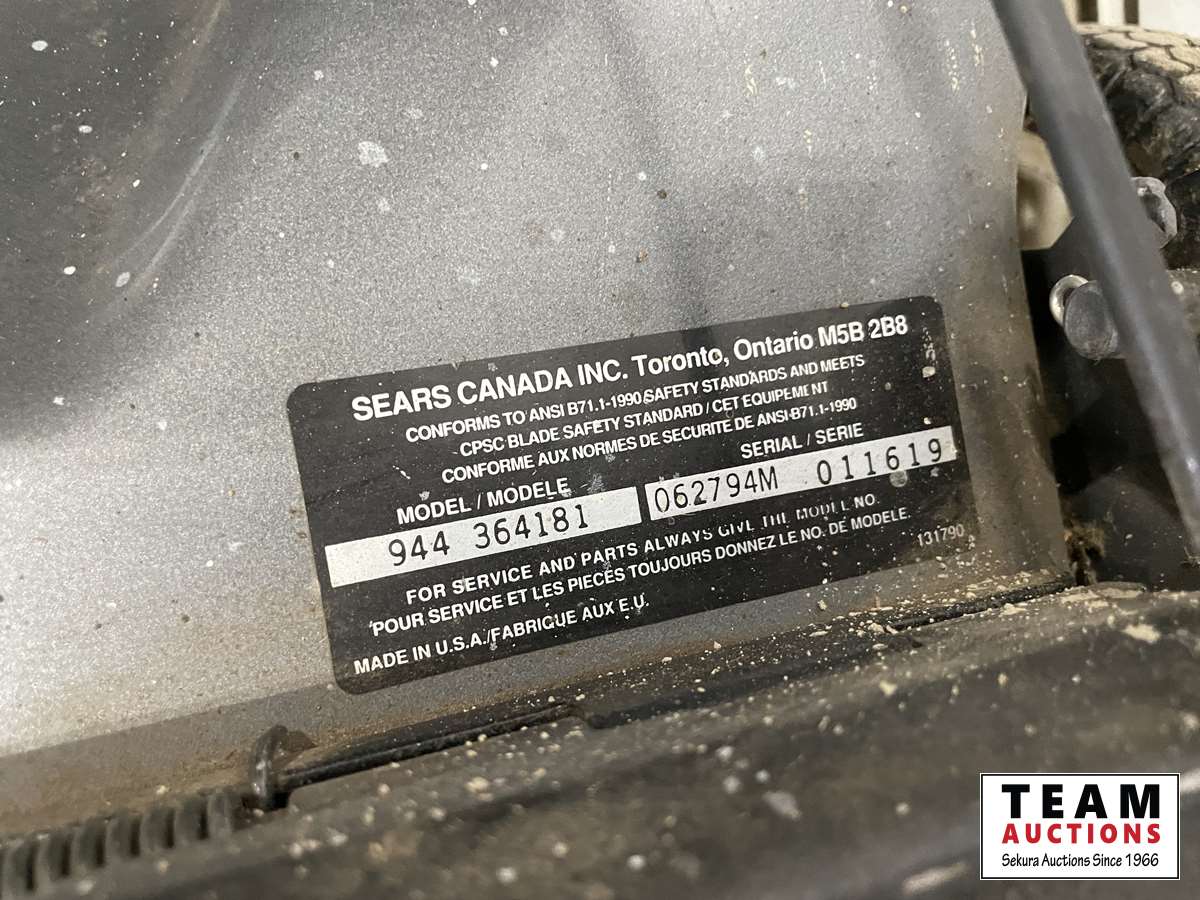 SEARS CANADA INC. Toronto, Ontario M5B 2B8
CONFORMS TO ANSI B71.1-1990 SAFETY STANDARDS AND MEETS
CPSC BLADE SAFETY STANDARD / CET EQUIPEMENT
CONFORME AUX NORMES DE SECURITE DE ANSI-B71.1-1990
MODEL / MODELE SERIAL / SERIE
944 364181 062794M 011619
FOR SERVICE AND PARTS ALWAYS GIVE THE MODEL NO.
POUR SERVICE ET LES PIECES TOUJOURS DONNEZ LE NO. DE MODELE.
MADE IN U.S.A./FABRIQUE AUX E.U. 131790
TEAM
AUCTIONS
Sekura Auctions Since 1966